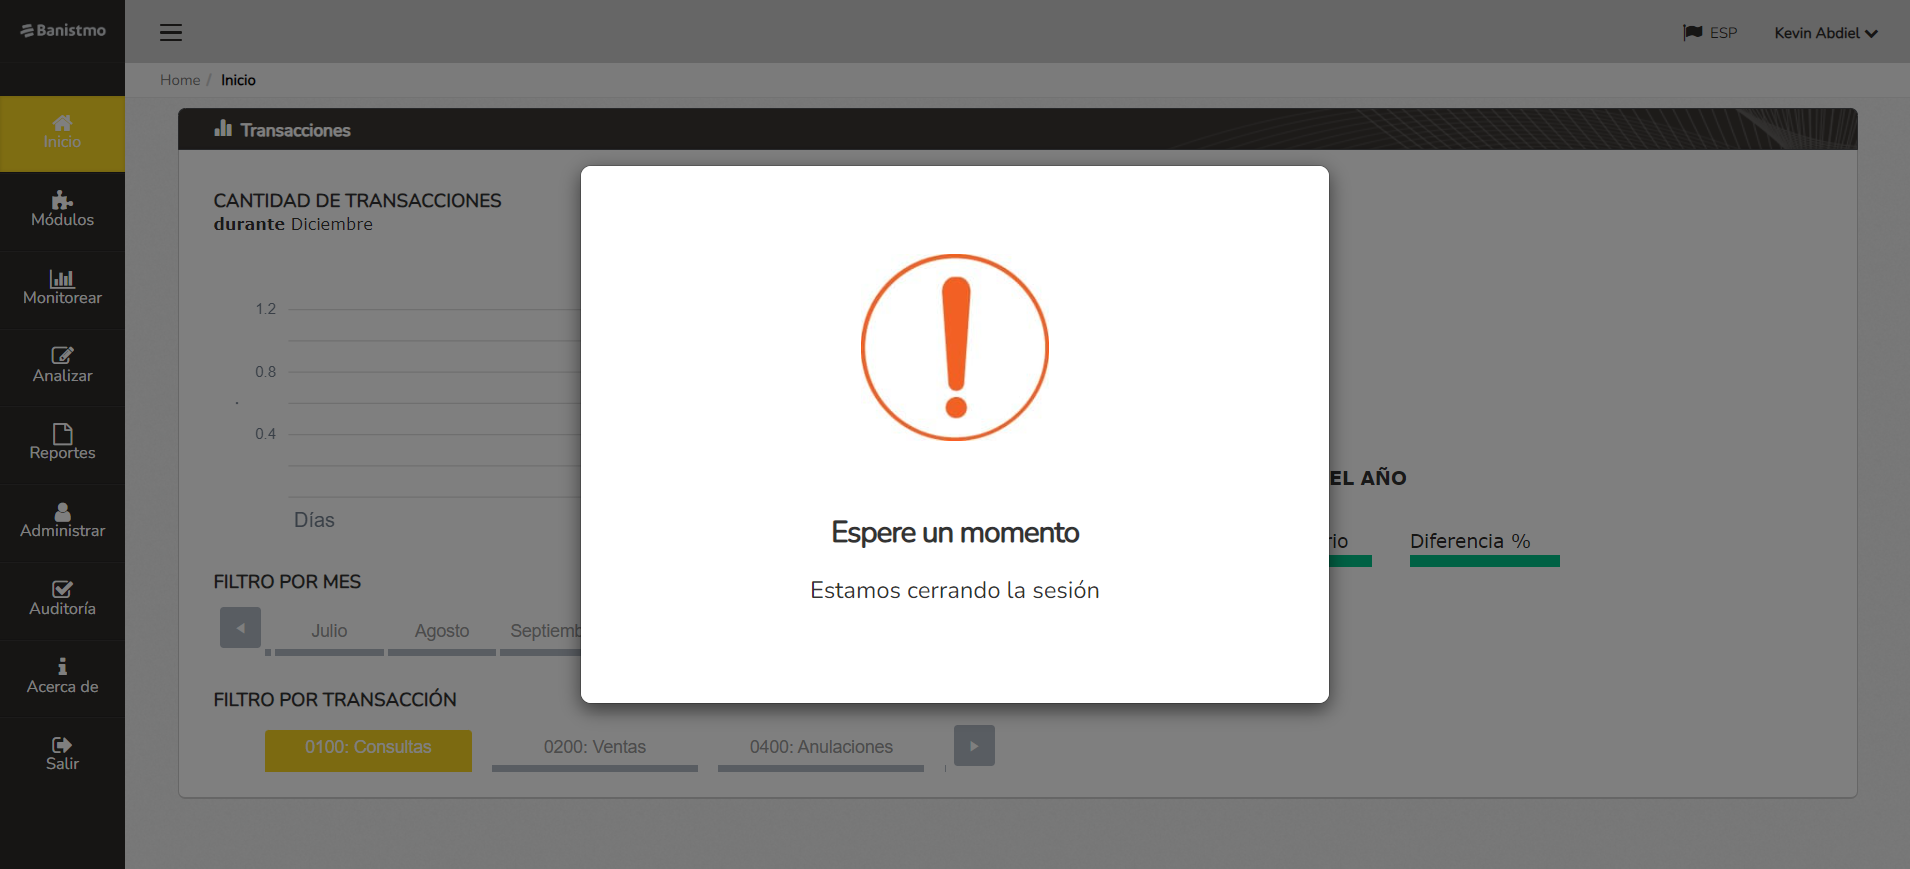 Banistmo
ESP
Kevin Abdiel
Home / Inicio
Inicio
Módulos
Monitorear
Analizar
Reportes
Administrar
Auditoría
Acerca de
Salir
Transacciones
CANTIDAD DE TRANSACCIONES
durante Diciembre
1.2
0.8
0.4
Días
EL AÑO
rio
Diferencia %
FILTRO POR MES
Julio
Agosto
Septiemb
FILTRO POR TRANSACCIÓN
0100: Consultas
0200: Ventas
0400: Anulaciones
Espere un momento
Estamos cerrando la sesión